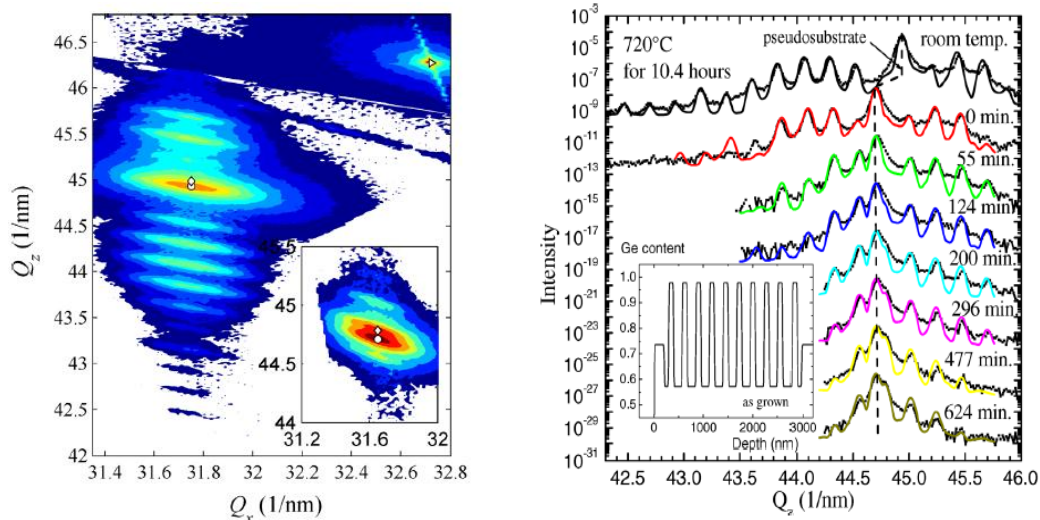 46.5
46
45.5
45
44.5
44
43.5
43
42.5
42
Q_z (1/nm)
31.4 31.6 31.8 32 32.2 32.4 32.6 32.8
Q_x (1/nm)
45.5
45
44.5
44
31.2 31.6 32
720°C
for 10.4 hours
pseudosubstrate
room temp.
0 min.
55 min.
124 min.
200 min.
296 min.
477 min.
624 min.
Intensity
10^-5
10^-7
10^-9
10^-11
10^-13
10^-15
10^-17
10^-19
10^-21
10^-23
10^-25
10^-27
10^-29
10^-31
42.5 43.0 43.5 44.0 44.5 45.0 45.5 46.0
Q_z (1/nm)
Ge content
1.0
0.9
0.8
0.7
0.6
0.5
as grown
0 1000 2000 3000
Depth (nm)